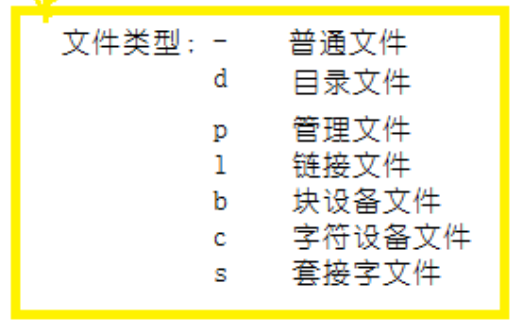 文件类型: - 普通文件
d 目录文件
p 管理文件
l 链接文件
b 块设备文件
c 字符设备文件
s 套接字文件